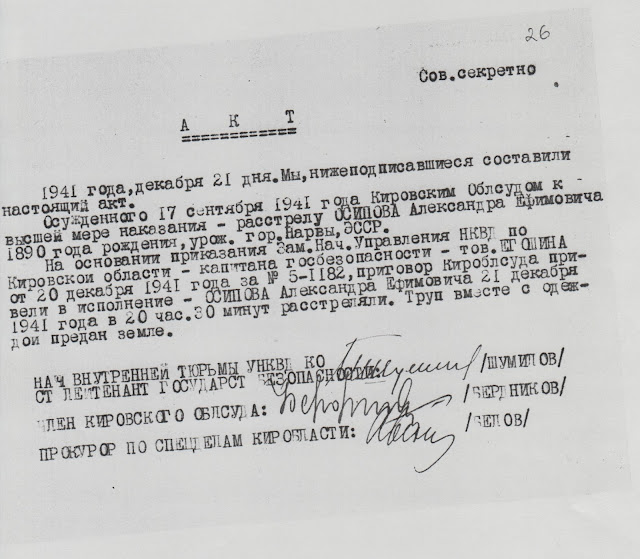 26
Сов.секретно
А К Т
1941 года, декабря 21 дня. Мы, нижеподписавшиеся составили
настоящий акт.
Осужденного 17 сентября 1941 года Кировским Облсудом к
высшей мере наказания - расстрелу ОСИПОВА Александра Ефимовича
1890 года рождения, урож. гор. Нарвы, ЭССР.
На основании приказания Зам. Нач. Управления НКВД по
Кировской области - капитана госбезопасности - тов. ЕГОШИНА
от 20 декабря 1941 года за № 5-1182, приговор Кироблсуда при-
вели в исполнение - ОСИПОВА Александра Ефимовича 21 декабря
1941 года в 20 час. 30 минут расстреляли. Труп вместе с одеж-
дой предан земле.
НАЧ ВНУТРЕННЕЙ ТЮРЬМЫ УНКВД КО
СТ ЛЕЙТЕНАНТ ГОСУДАРСТ БЕЗОПАСНОСТИ: /ШУМИЛОВ/
ЧЛЕН КИРОВСКОГО ОБЛСУДА: /БЕРДНИКОВ/
ПРОКУРОР ПО СПЕЦДЕЛАМ КИРОБЛАСТИ: /БЕЛОВ/